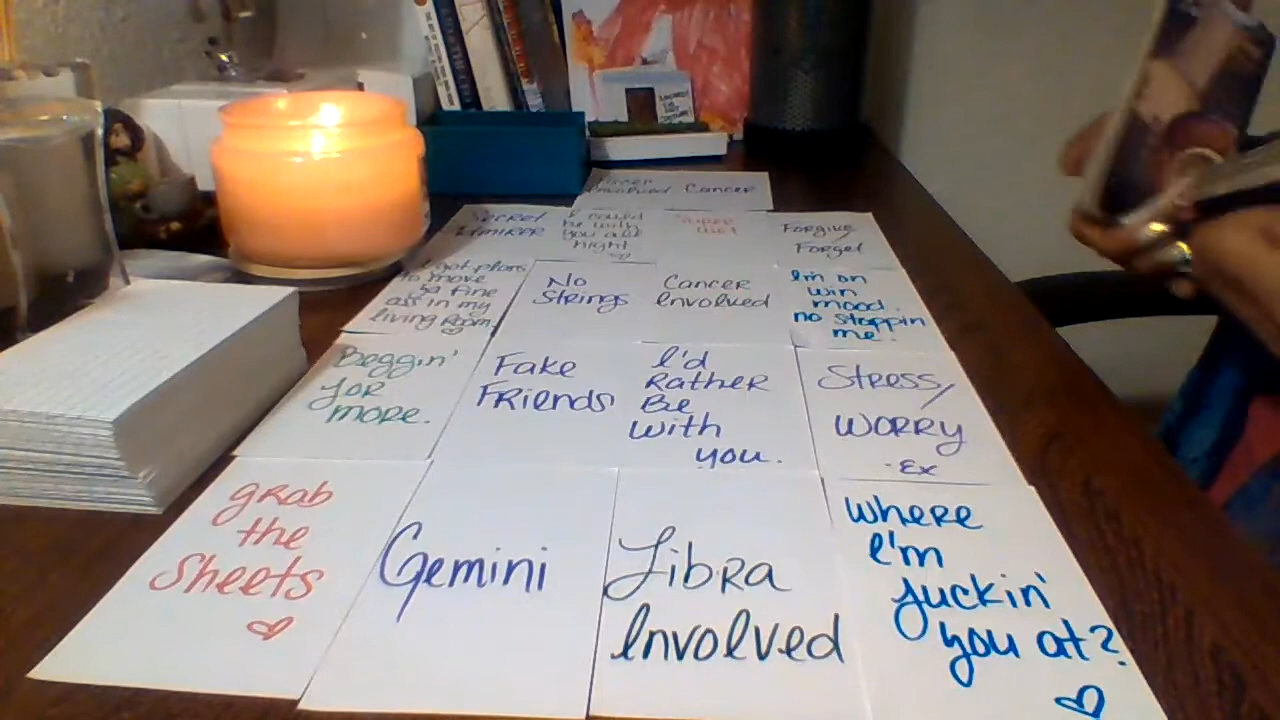 Involved Cancer
Secret
Admirer
I could
be with
you all
night
Forgive/
Forget
got plans
to move
so fine
in my
living room.
No
Strings
Cancer
Involved
I'm on
win
mood.
no stoppin
me.
Beggin'
for
more.
Fake
Friends
I'd
Rather
Be
with
you.
Stress/
Worry
-Ex
grab
the
Sheets
Gemini
Libra
Involved
Where
I'm
fuckin'
you at?